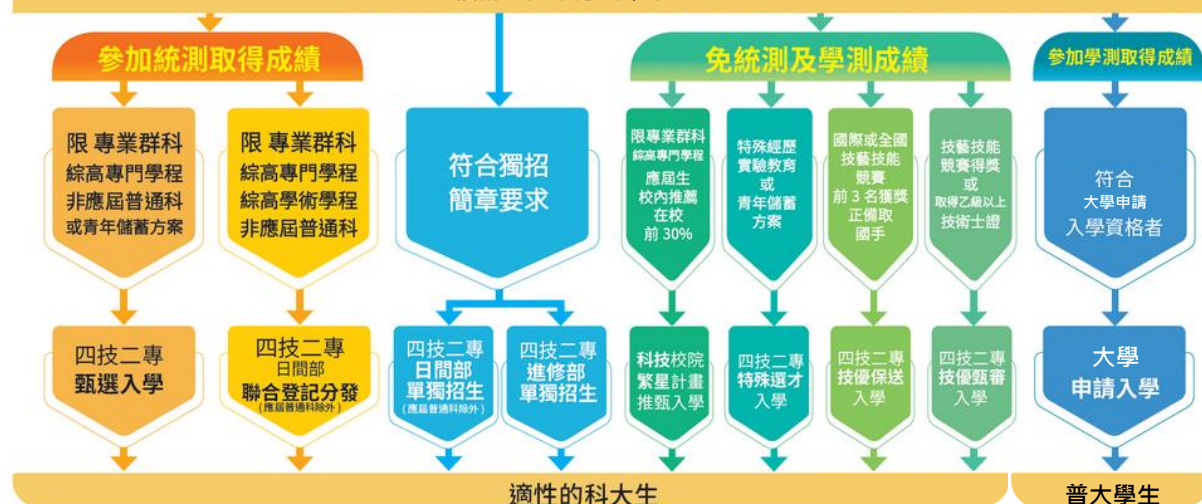 參加統測取得成績
免統測及學測成績
參加學測取得成績
限 專業群科
綜高專門學程
非應屆普通科
或青年儲蓄方案
限 專業群科
綜高專門學程
綜高學術學程
非應屆普通科
符合獨招
簡章要求
限專業群科
綜高專門學程
應屆生
校內推薦
在校
前 30%
特殊經歷
實驗教育
或
青年儲蓄
方案
國際或全國
技藝技能
競賽
前 3 名獲獎
正備取
國手
技藝技能
競賽得獎
或
取得乙級以上
技術士證
符合
大學申請
入學資格者
四技二專
甄選入學
四技二專
日間部
聯合登記分發
(應屆普通科除外)
四技二專
日間部
單獨招生
(應屆普通科除外)
四技二專
進修部
單獨招生
科技校院
繁星計畫
推甄入學
四技二專
特殊選才
入學
四技二專
技優保送
入學
四技二專
技優甄審
入學
大學
申請入學
適性的科大生
普大學生